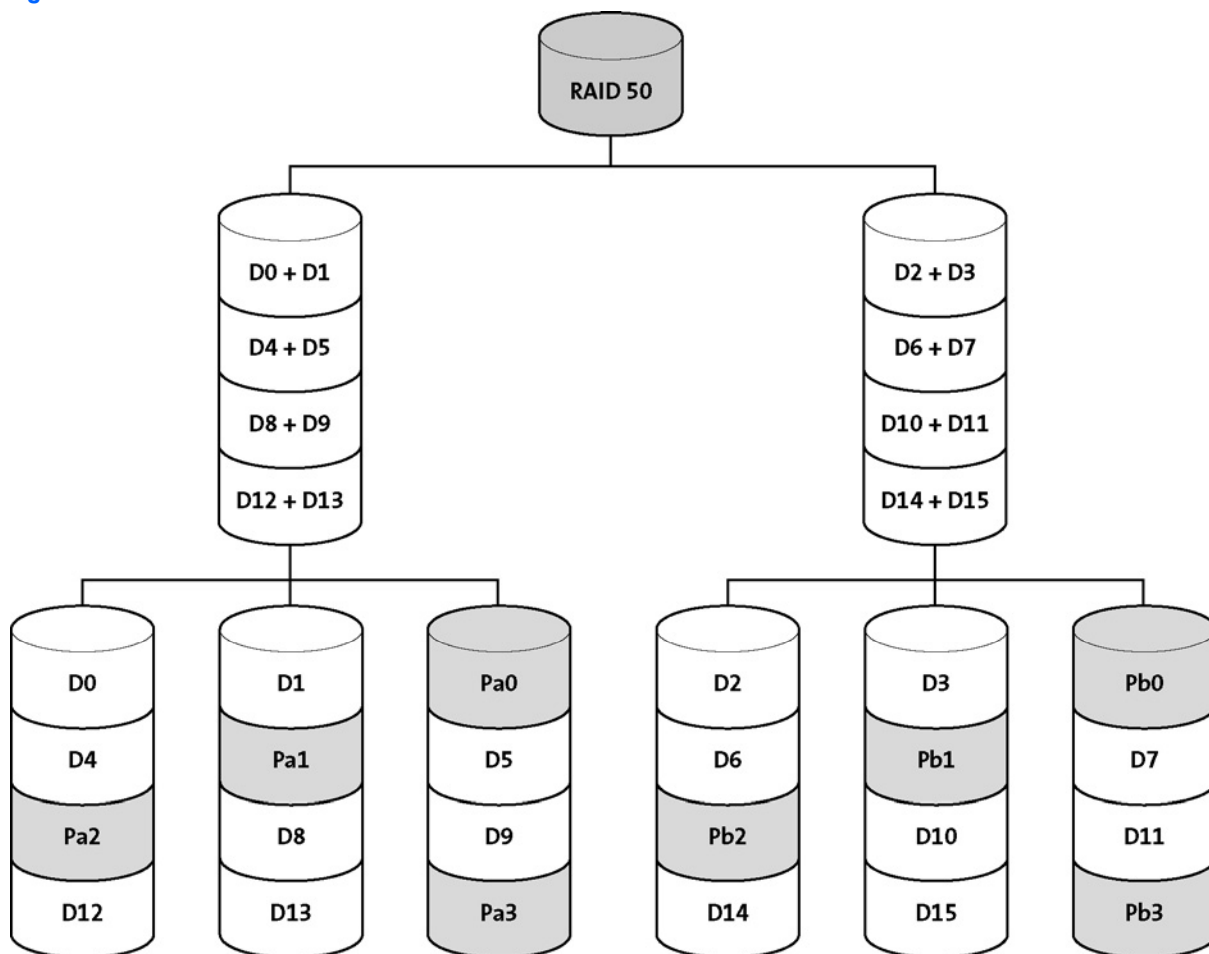 RAID 50
D0 + D1
D4 + D5
D8 + D9
D12 + D13
D2 + D3
D6 + D7
D10 + D11
D14 + D15
D0
D4
Pa2
D12
D1
Pa1
D8
D13
Pa0
D5
D9
Pa3
D2
D6
Pb2
D14
D3
Pb1
D10
D15
Pb0
D7
D11
Pb3